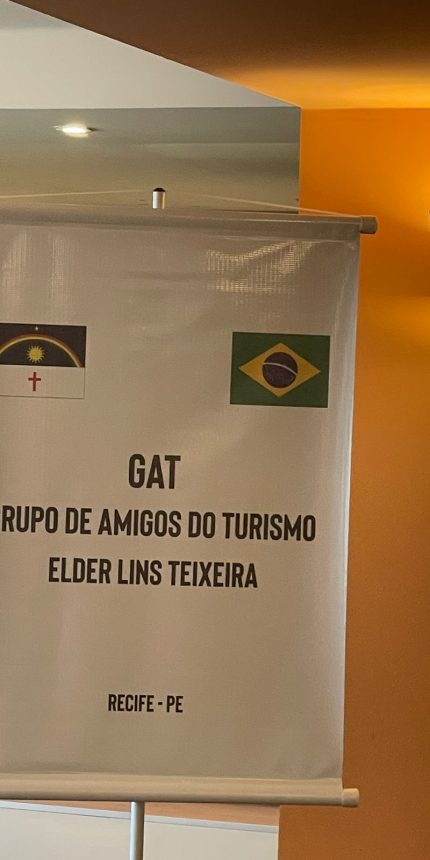 GAT
RUPO DE AMIGOS DO TURISMO
ELDER LINS TEIXEIRA
RECIFE - PE